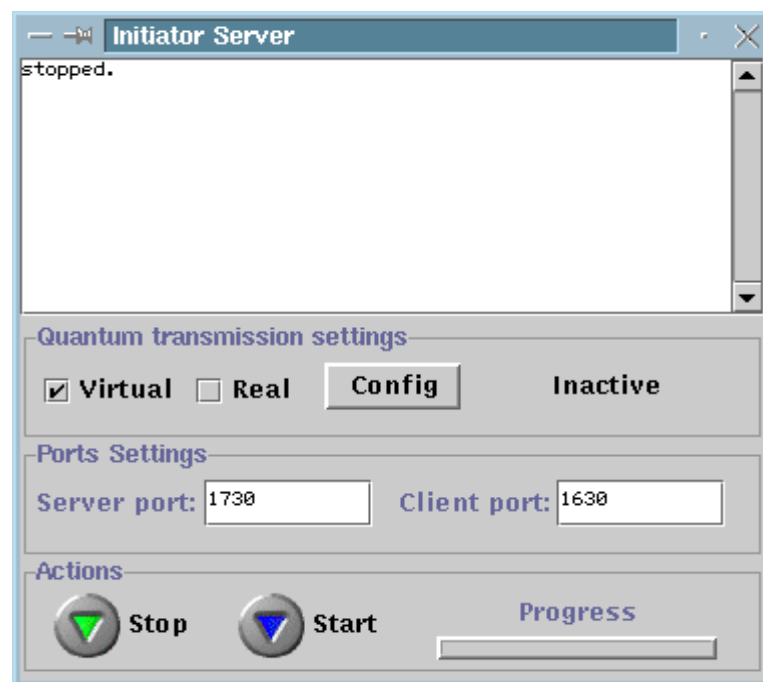 Initiator Server
stopped.
Quantum transmission settings
Virtual Real Config Inactive
Ports Settings
Server port: 1730 Client port: 1630
Actions
Stop Start Progress